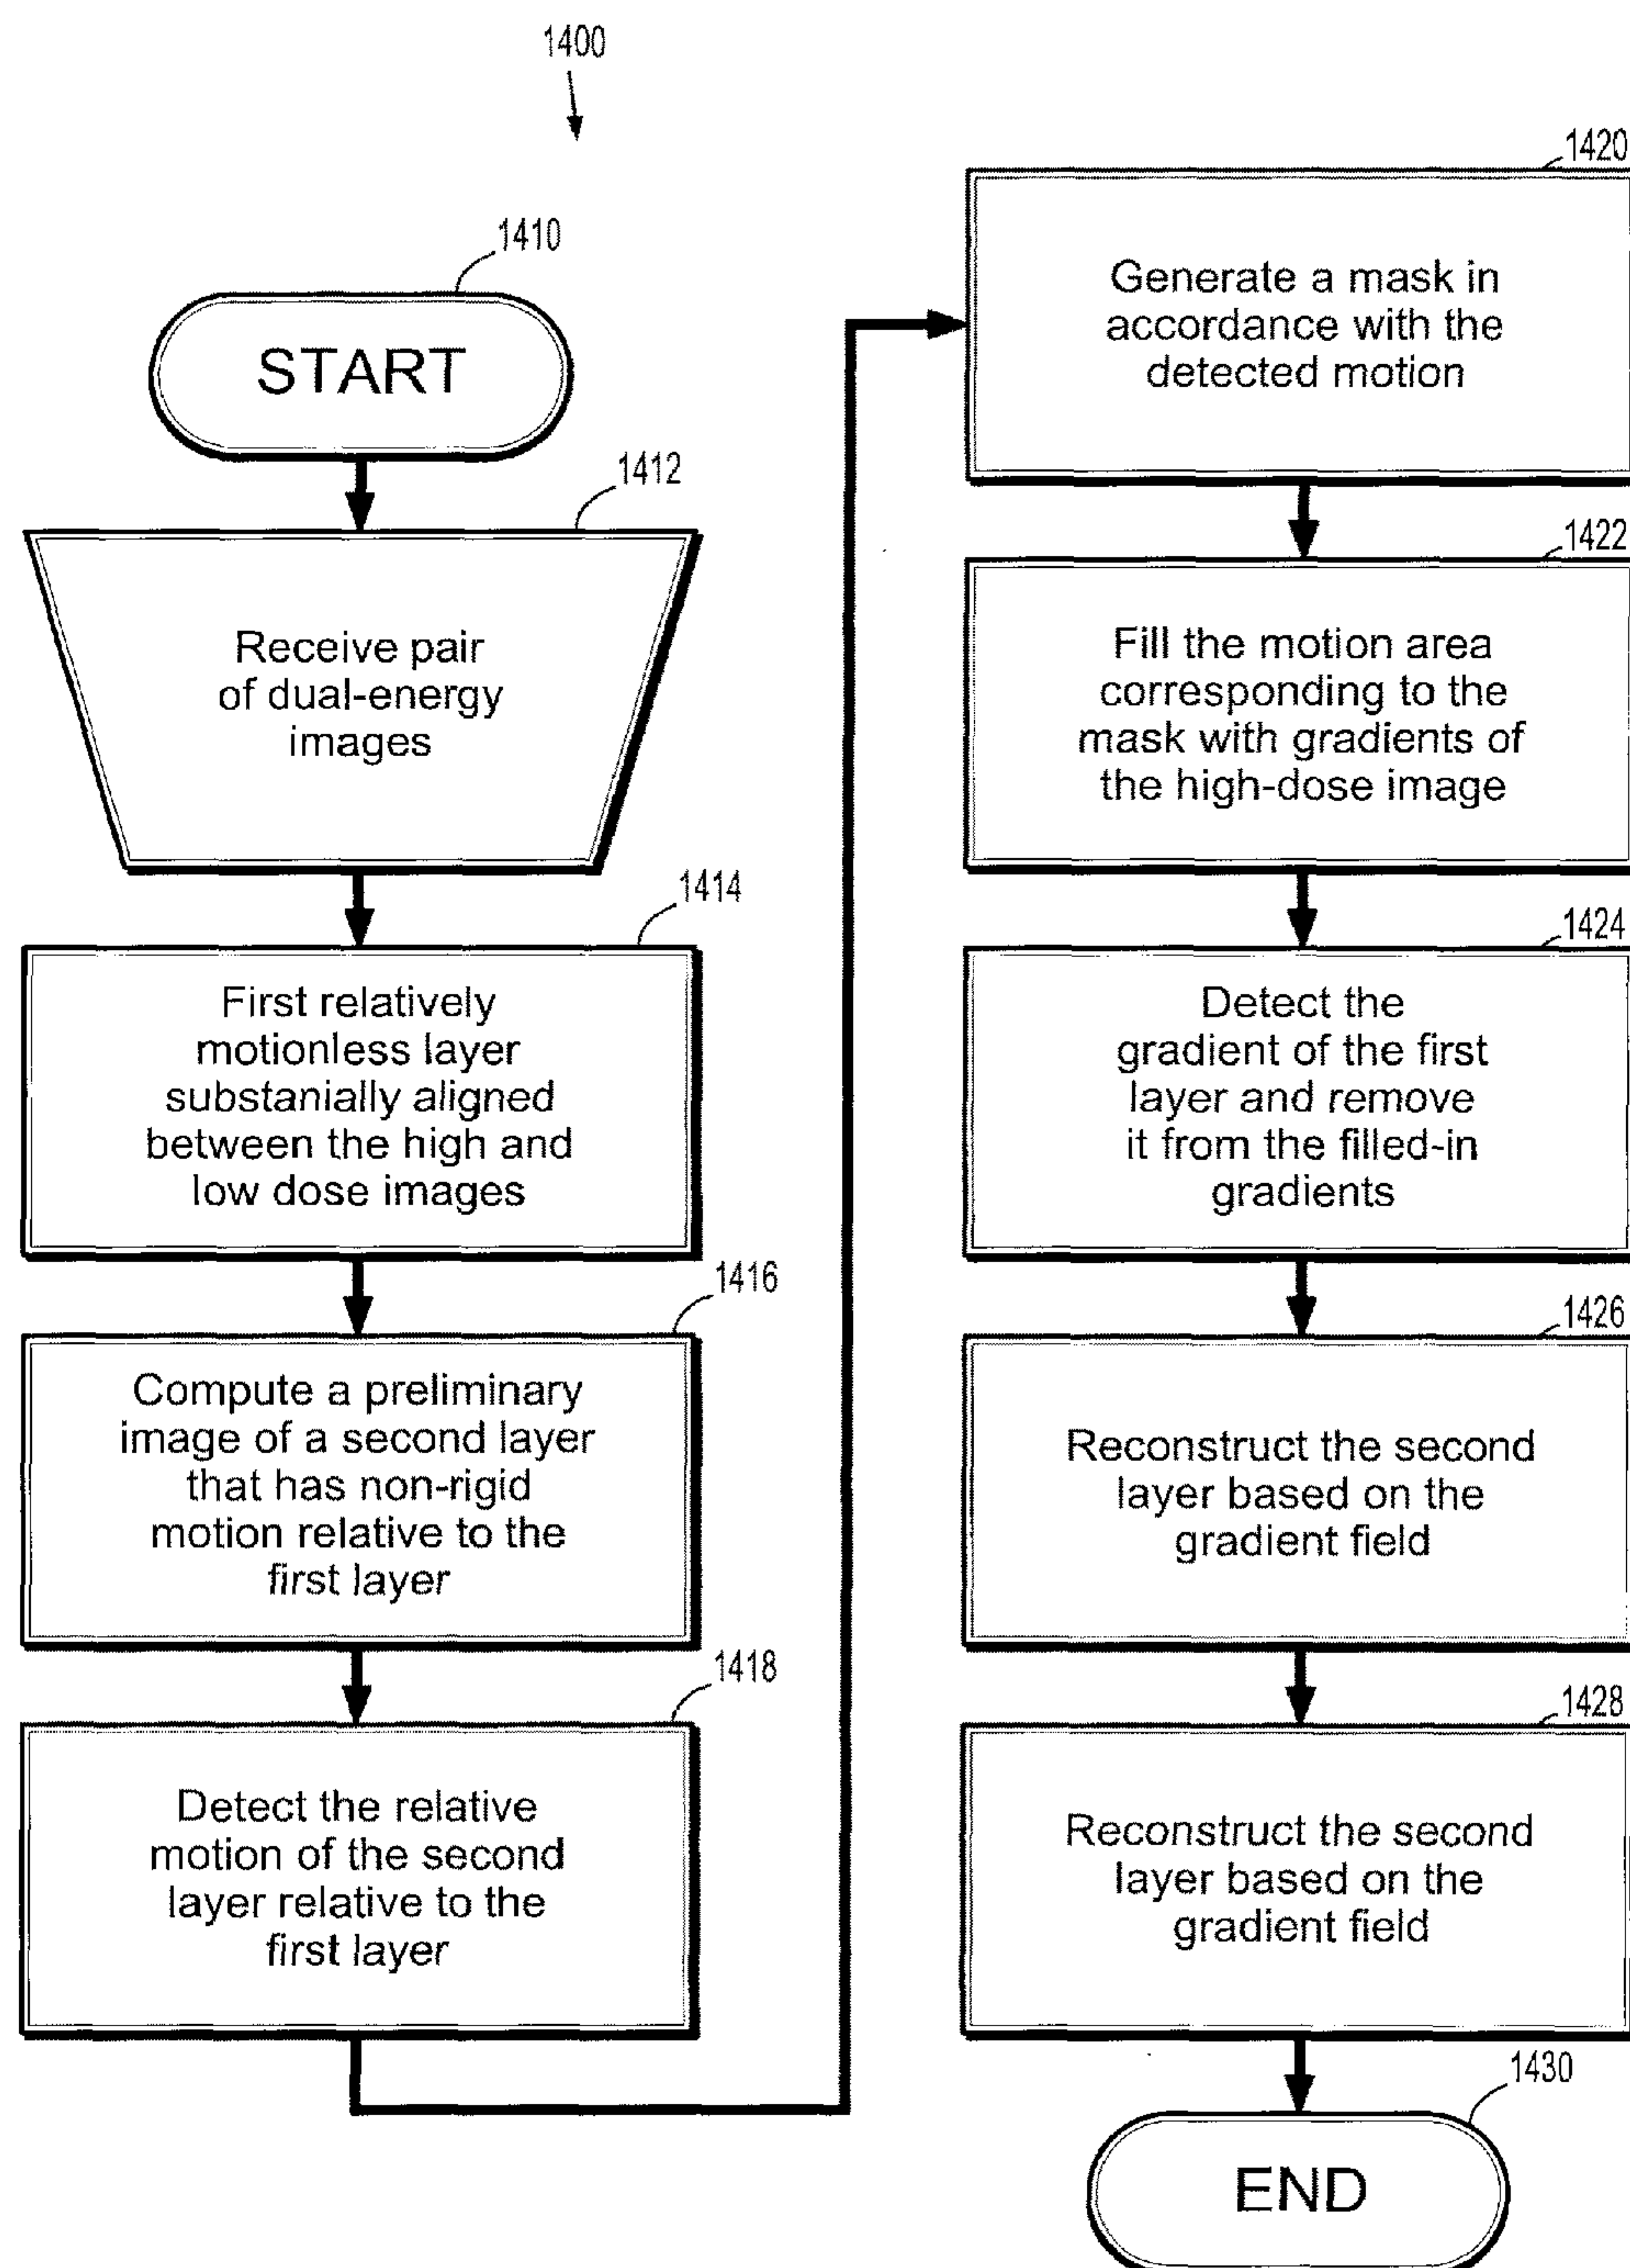 1400
1410
START
1412
Receive pair
of dual-energy
images
1414
First relatively
motionless layer
substanially aligned
between the high and
low dose images
1416
Compute a preliminary
image of a second layer
that has non-rigid
motion relative to the
first layer
1418
Detect the relative
motion of the second
layer relative to the
first layer
1420
Generate a mask in
accordance with the
detected motion
1422
Fill the motion area
corresponding to the
mask with gradients of
the high-dose image
1424
Detect the
gradient of the first
layer and remove
it from the filled-in
gradients
1426
Reconstruct the second
layer based on the
gradient field
1428
Reconstruct the second
layer based on the
gradient field
1430
END